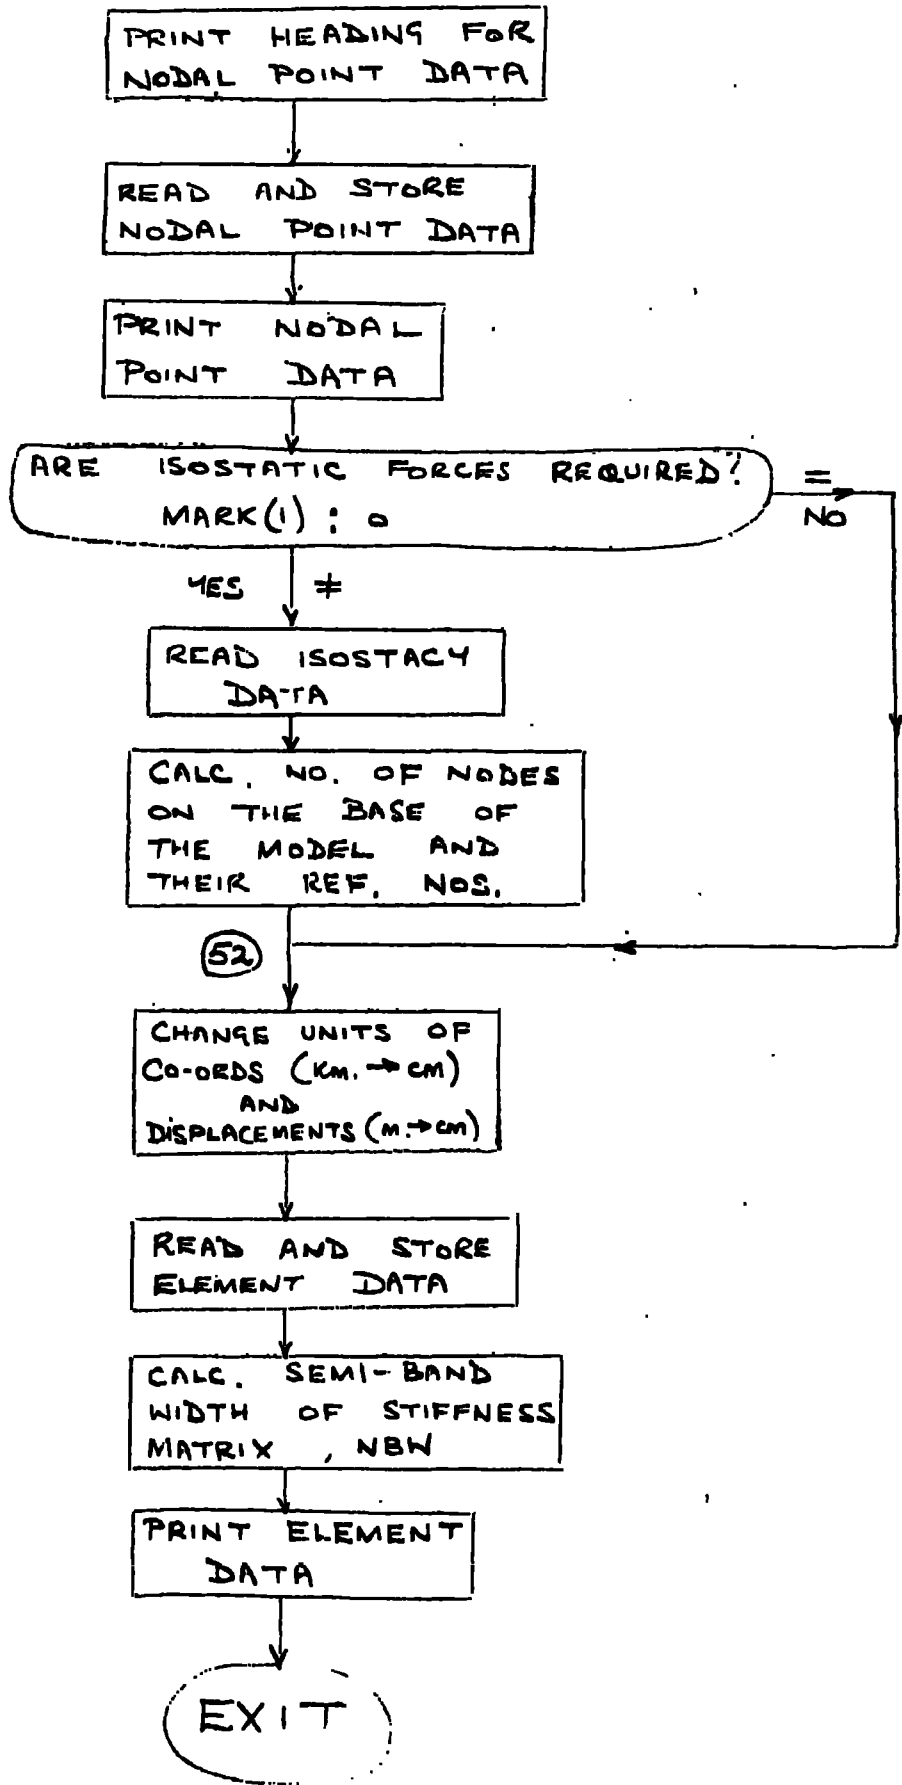 PRINT HEADING FOR
NODAL POINT DATA
READ AND STORE
NODAL POINT DATA
PRINT NODAL
POINT DATA
ARE ISOSTATIC FORCES REQUIRED?
MARK(1) : 0
=
NO
YES ≠
READ ISOSTACY
DATA
CALC. NO. OF NODES
ON THE BASE OF
THE MODEL AND
THEIR REF. NOS.
52
CHANGE UNITS OF
CO-ORDS (KM. → CM)
AND
DISPLACEMENTS (M. → CM)
READ AND STORE
ELEMENT DATA
CALC. SEMI-BAND
WIDTH OF STIFFNESS
MATRIX , NBW
PRINT ELEMENT
DATA
EXIT